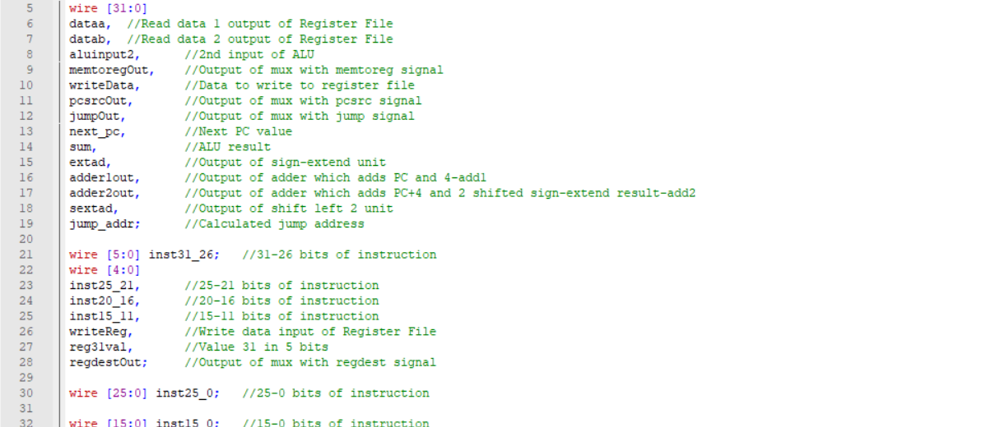 5 wire [31:0]
6 dataa, //Read data 1 output of Register File
7 datab, //Read data 2 output of Register File
8 aluinput2, //2nd input of ALU
9 memtoregOut, //Output of mux with memtoreg signal
10 writeData, //Data to write to register file
11 pcsrcOut, //Output of mux with pcsrc signal
12 jumpOut, //Output of mux with jump signal
13 next_pc, //Next PC value
14 sum, //ALU result
15 extad, //Output of sign-extend unit
16 adder1out, //Output of adder which adds PC and 4-add1
17 adder2out, //Output of adder which adds PC+4 and 2 shifted sign-extend result-add2
18 sextad, //Output of shift left 2 unit
19 jump_addr; //Calculated jump address
20
21 wire [5:0] inst31_26; //31-26 bits of instruction
22 wire [4:0]
23 inst25_21, //25-21 bits of instruction
24 inst20_16, //20-16 bits of instruction
25 inst15_11, //15-11 bits of instruction
26 writeReg, //Write data input of Register File
27 reg31val, //Value 31 in 5 bits
28 regdestOut; //Output of mux with regdest signal
29
30 wire [25:0] inst25_0; //25-0 bits of instruction
31
32 wire [15:0] inst15_0; //15-0 bits of instruction